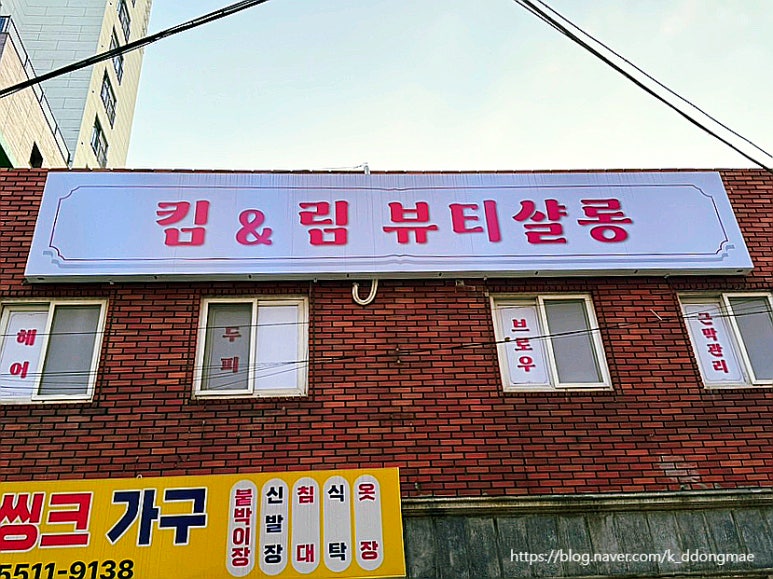 킴 & 림 뷰티샬롱
헤어
두피
브로우
근막관리
씽크 가구
붙박이장
신발장
침대
식탁
옷장
5511-9138
https://blog.naver.com/k_ddongmae